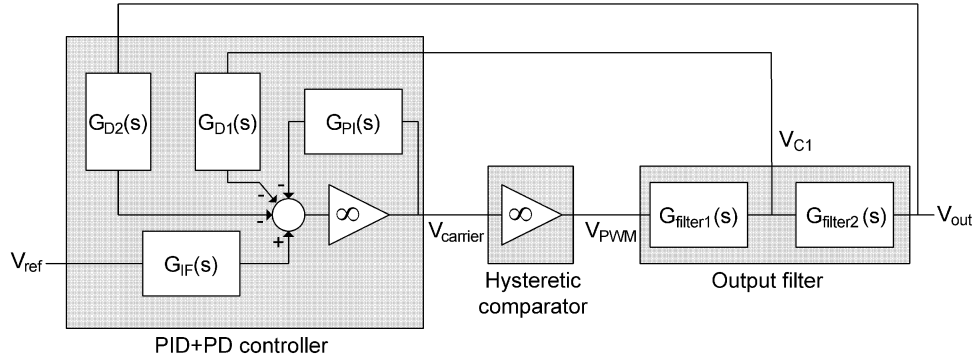 G_D2(s)
G_D1(s)
G_PI(s)
V_C1
-
-
-
+
∞
∞
V_carrier
V_PWM
G_filter1(s)
G_filter2(s)
V_out
V_ref
G_IF(s)
Hysteretic
comparator
Output filter
PID+PD controller